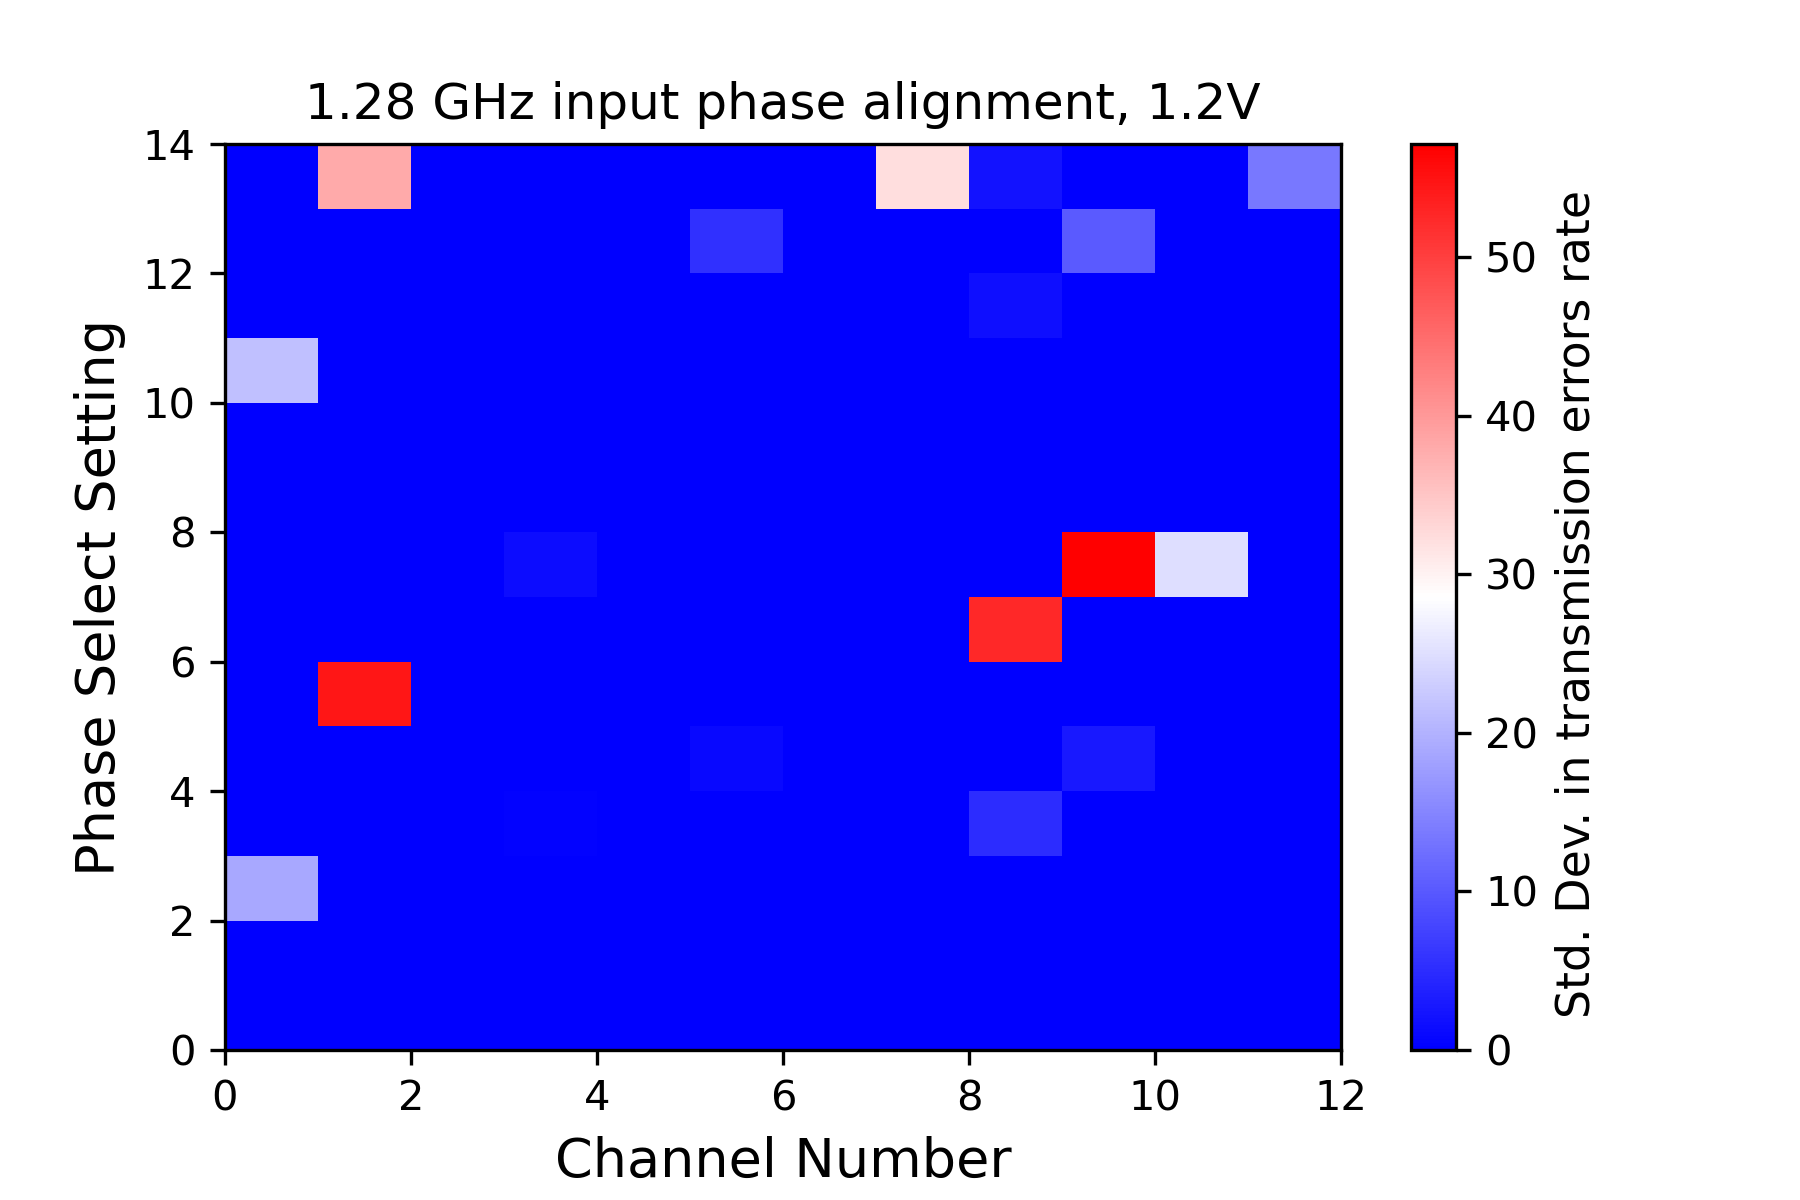 1.28 GHz input phase alignment, 1.2V
14
12
10
8
6
4
2
0
Phase Select Setting
0 2 4 6 8 10 12
Channel Number
50
40
30
20
10
0
Std. Dev. in transmission errors rate